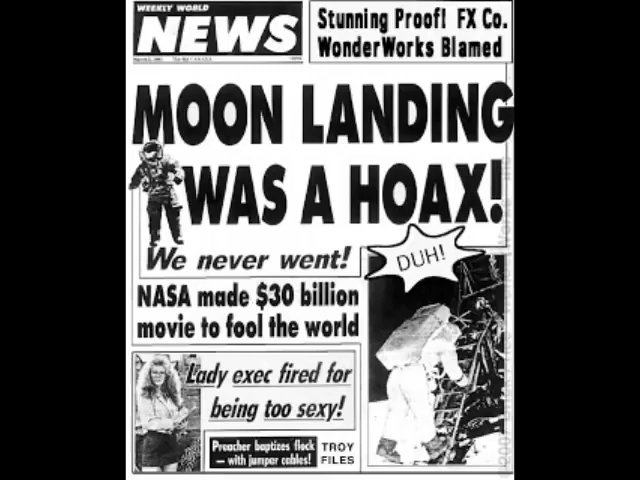 WEEKLY WORLD
NEWS
Stunning Proof! FX Co.
WonderWorks Blamed
MOON LANDING
WAS A HOAX!
We never went!
DUH!
NASA made $30 billion
movie to fool the world
Lady exec fired for
being too sexy!
Preacher baptizes flock
— with jumper cables!
TROY
FILES